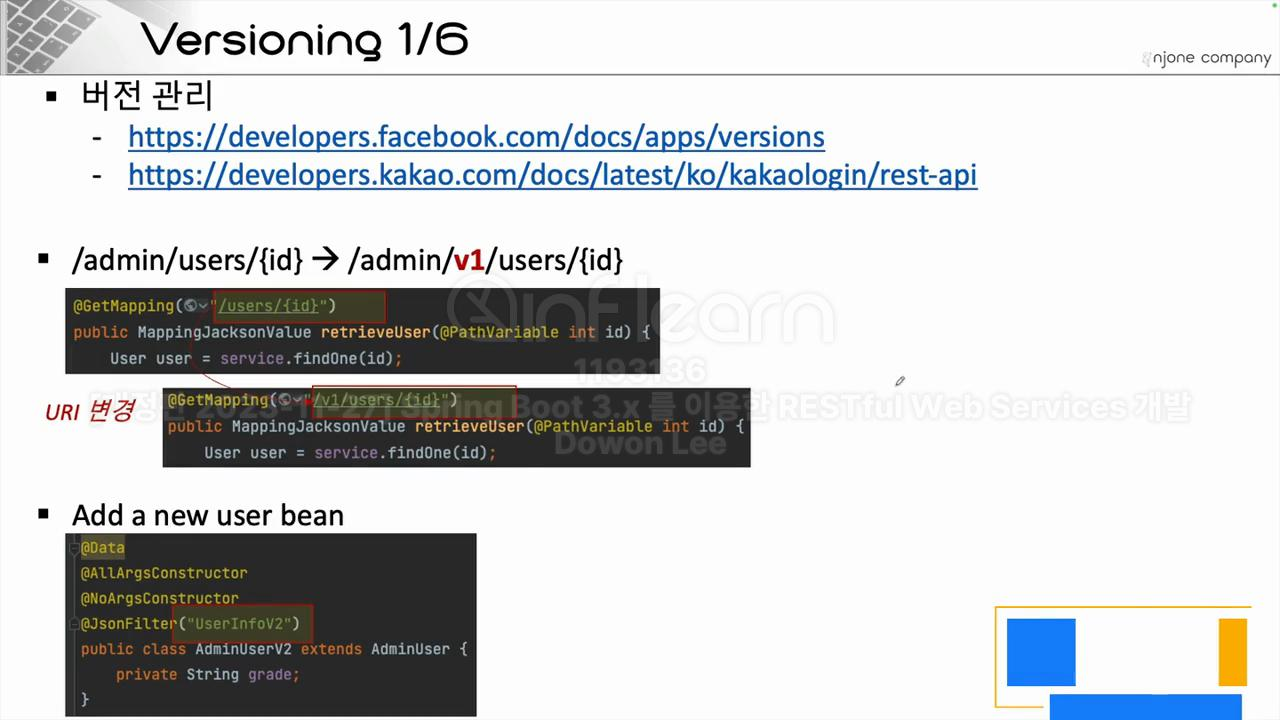 Versioning 1/6
njone company
▪ 버전 관리
- https://developers.facebook.com/docs/apps/versions
- https://developers.kakao.com/docs/latest/ko/kakaologin/rest-api
▪ /admin/users/{id} → /admin/v1/users/{id}
@GetMapping("/users/{id}")
public MappingJacksonValue retrieveUser(@PathVariable int id) {
User user = service.findOne(id);
inflearn
1193136
URI 변경
@GetMapping("/v1/users/{id}")
public MappingJacksonValue retrieveUser(@PathVariable int id) {
User user = service.findOne(id);
Spring Boot 3.x 를 이용한 RESTful Web Services 개발
Dowon Lee
▪ Add a new user bean
@Data
@AllArgsConstructor
@NoArgsConstructor
@JsonFilter("UserInfoV2")
public class AdminUserV2 extends AdminUser {
private String grade;
}